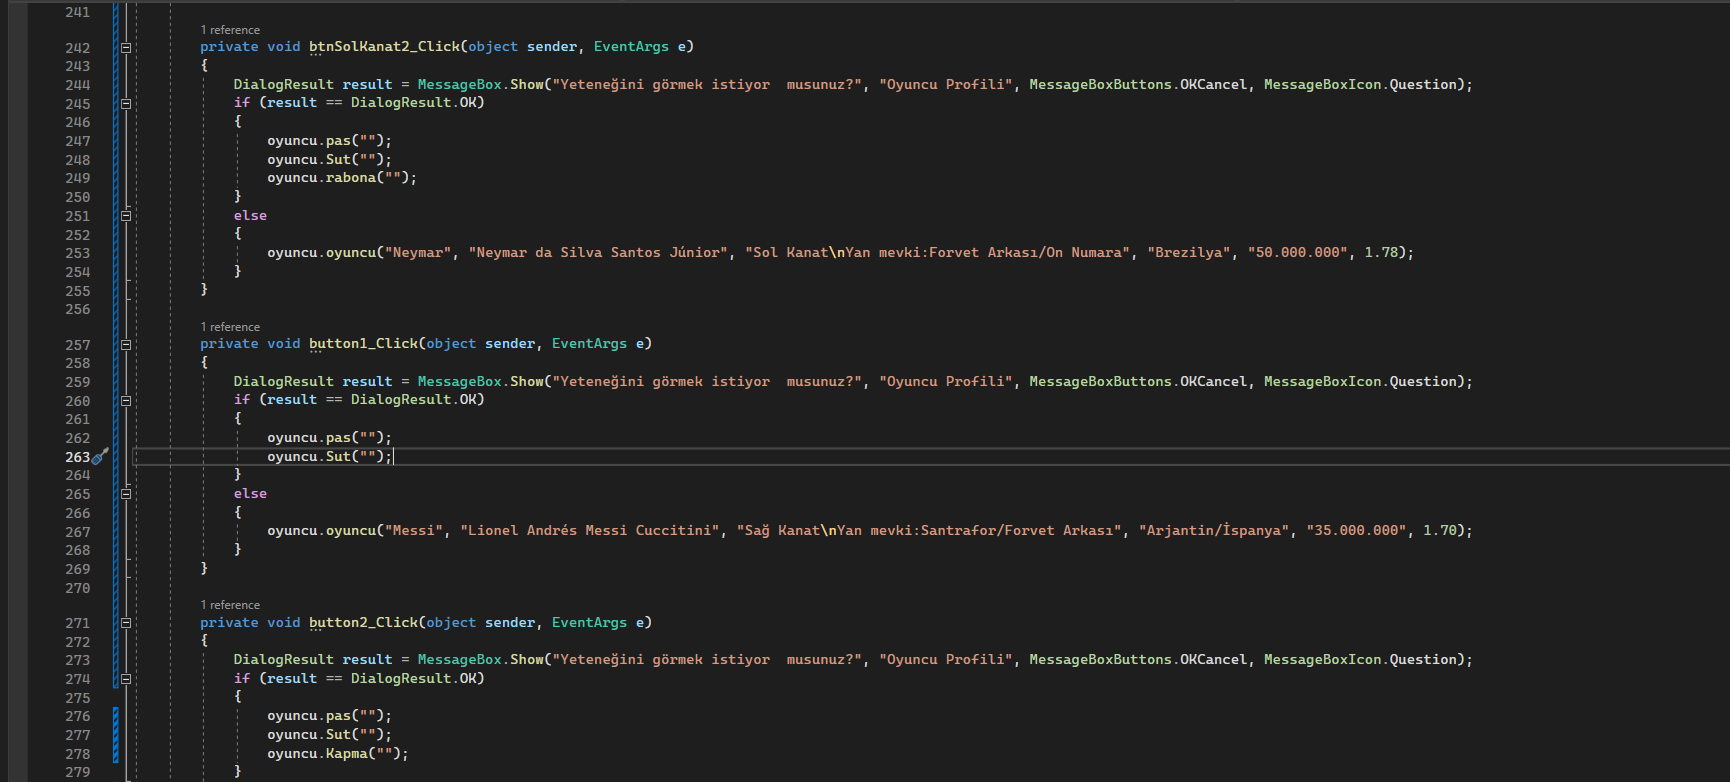 241
1 reference
242 private void btnSolKanat2_Click(object sender, EventArgs e)
243 {
244 DialogResult result = MessageBox.Show("Yeteneğini görmek istiyor  musunuz?", "Oyuncu Profili", MessageBoxButtons.OKCancel, MessageBoxIcon.Question);
245 if (result == DialogResult.OK)
246 {
247 oyuncu.pas("");
248 oyuncu.Sut("");
249 oyuncu.rabona("");
250 }
251 else
252 {
253 oyuncu.oyuncu("Neymar", "Neymar da Silva Santos Júnior", "Sol Kanat\nYan mevki:Forvet Arkası/On Numara", "Brezilya", "50.000.000", 1.78);
254 }
255 }
256
1 reference
257 private void button1_Click(object sender, EventArgs e)
258 {
259 DialogResult result = MessageBox.Show("Yeteneğini görmek istiyor  musunuz?", "Oyuncu Profili", MessageBoxButtons.OKCancel, MessageBoxIcon.Question);
260 if (result == DialogResult.OK)
261 {
262 oyuncu.pas("");
263 oyuncu.Sut("");
264 }
265 else
266 {
267 oyuncu.oyuncu("Messi", "Lionel Andrés Messi Cuccitini", "Sağ Kanat\nYan mevki:Santrafor/Forvet Arkası", "Arjantin/İspanya", "35.000.000", 1.70);
268 }
269 }
270
1 reference
271 private void button2_Click(object sender, EventArgs e)
272 {
273 DialogResult result = MessageBox.Show("Yeteneğini görmek istiyor  musunuz?", "Oyuncu Profili", MessageBoxButtons.OKCancel, MessageBoxIcon.Question);
274 if (result == DialogResult.OK)
275 {
276 oyuncu.pas("");
277 oyuncu.Sut("");
278 oyuncu.Kapma("");
279 }